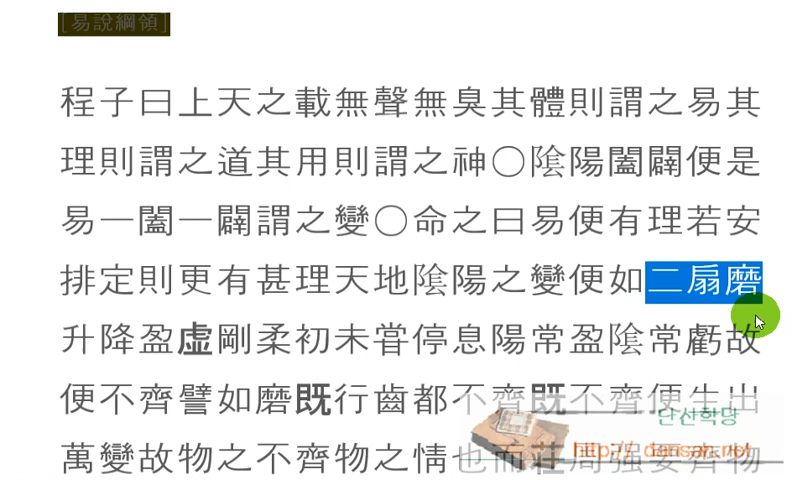 [易說綱領]
程子曰上天之載無聲無臭其體則謂之易其
理則謂之道其用則謂之神〇陰陽闔闢便是
易一闔一闢謂之變〇命之曰易便有理若安
排定則更有甚理天地陰陽之變便如二扇磨
升降盈虛剛柔初未甞停息陽常盈陰常虧故
便不齊譬如磨既行齒都不齊既不齊便生出
萬變故物之不齊物之情也而莊周强要齊物
단산학당
http://dansan.net